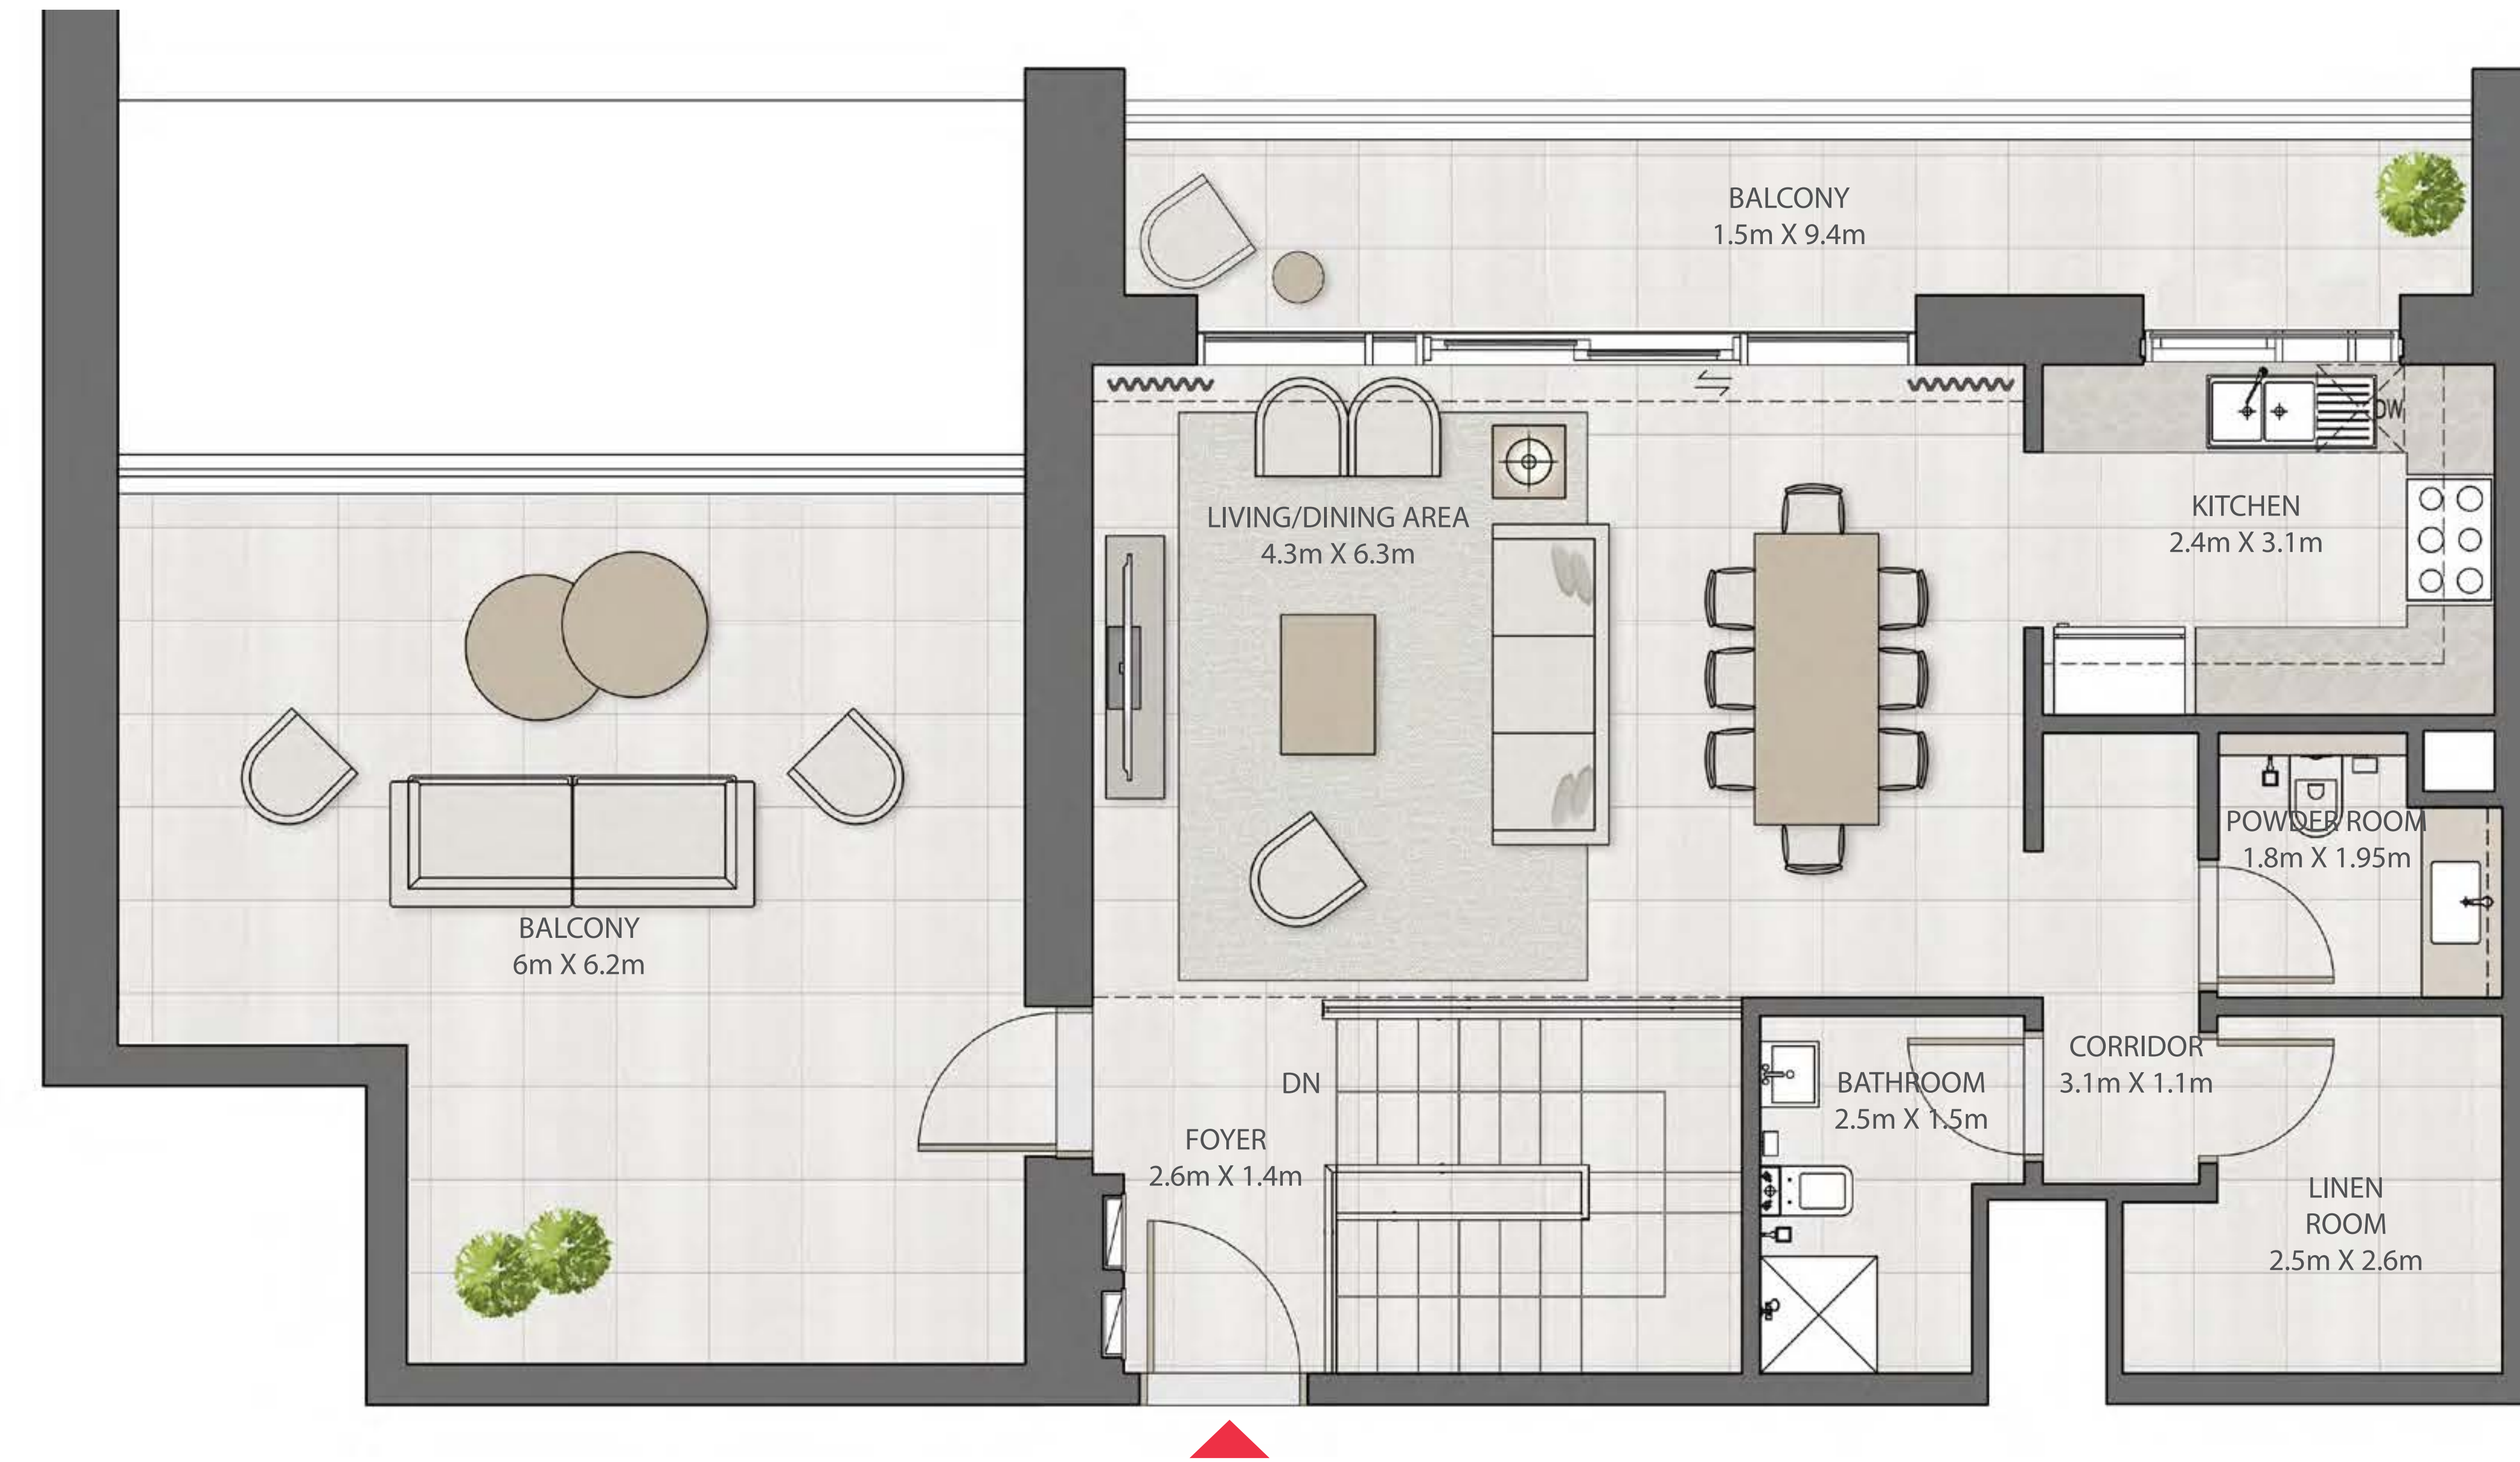 BALCONY
1.5m X 9.4m
DW
KITCHEN
2.4m X 3.1m
LIVING/DINING AREA
4.3m X 6.3m
POWDER ROOM
1.8m X 1.95m
BALCONY
6m X 6.2m
CORRIDOR
3.1m X 1.1m
DN
BATHROOM
2.5m X 1.5m
FOYER
2.6m X 1.4m
LINEN
ROOM
2.5m X 2.6m